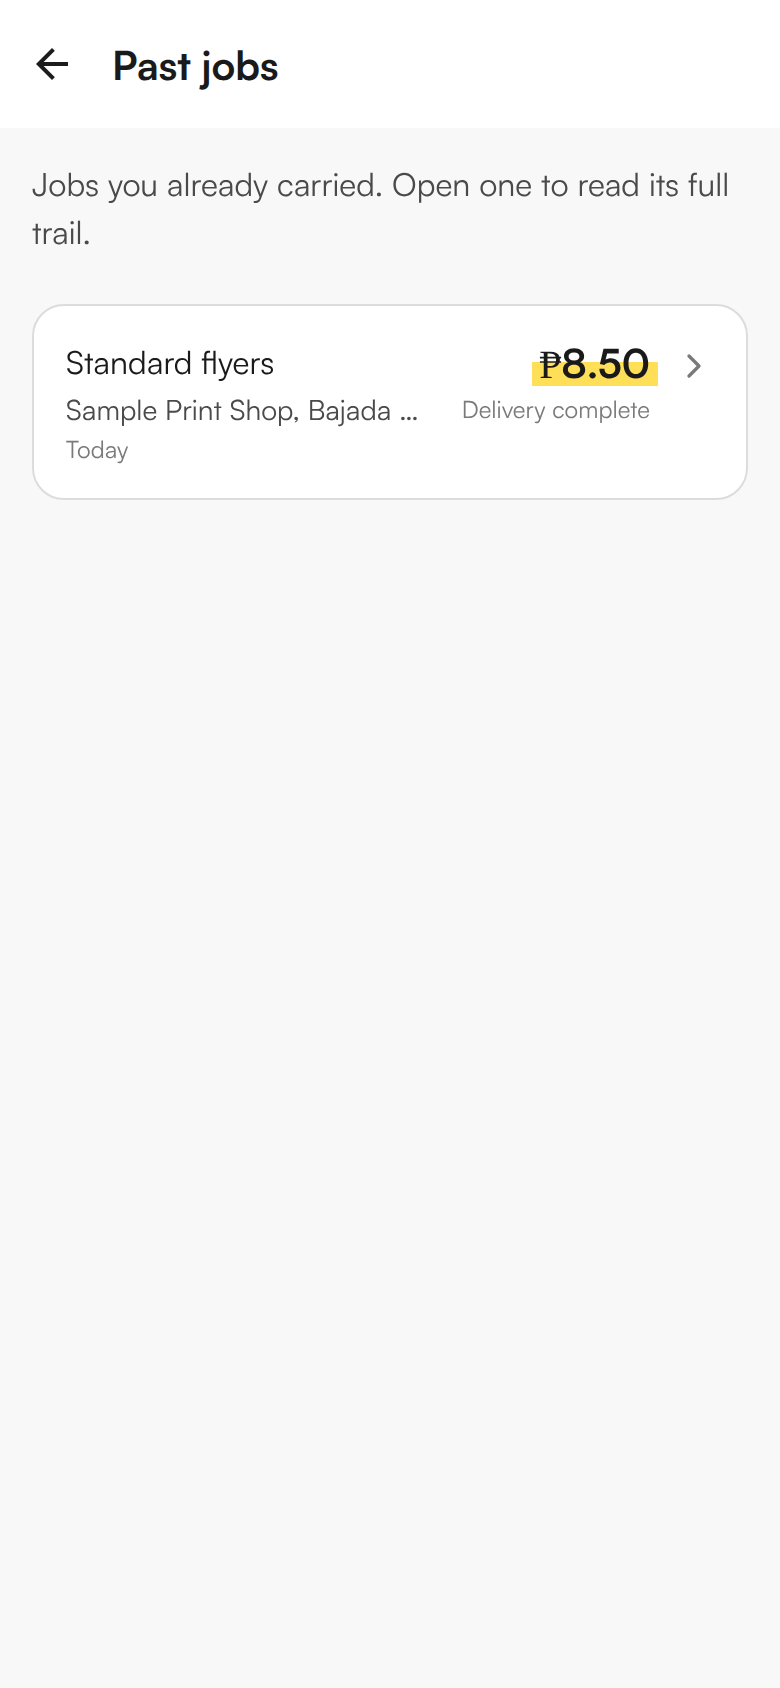 Past jobs
Jobs you already carried. Open one to read its full
trail.
Standard flyers
₱8.50
Sample Print Shop, Bajada ...
Delivery complete
Today